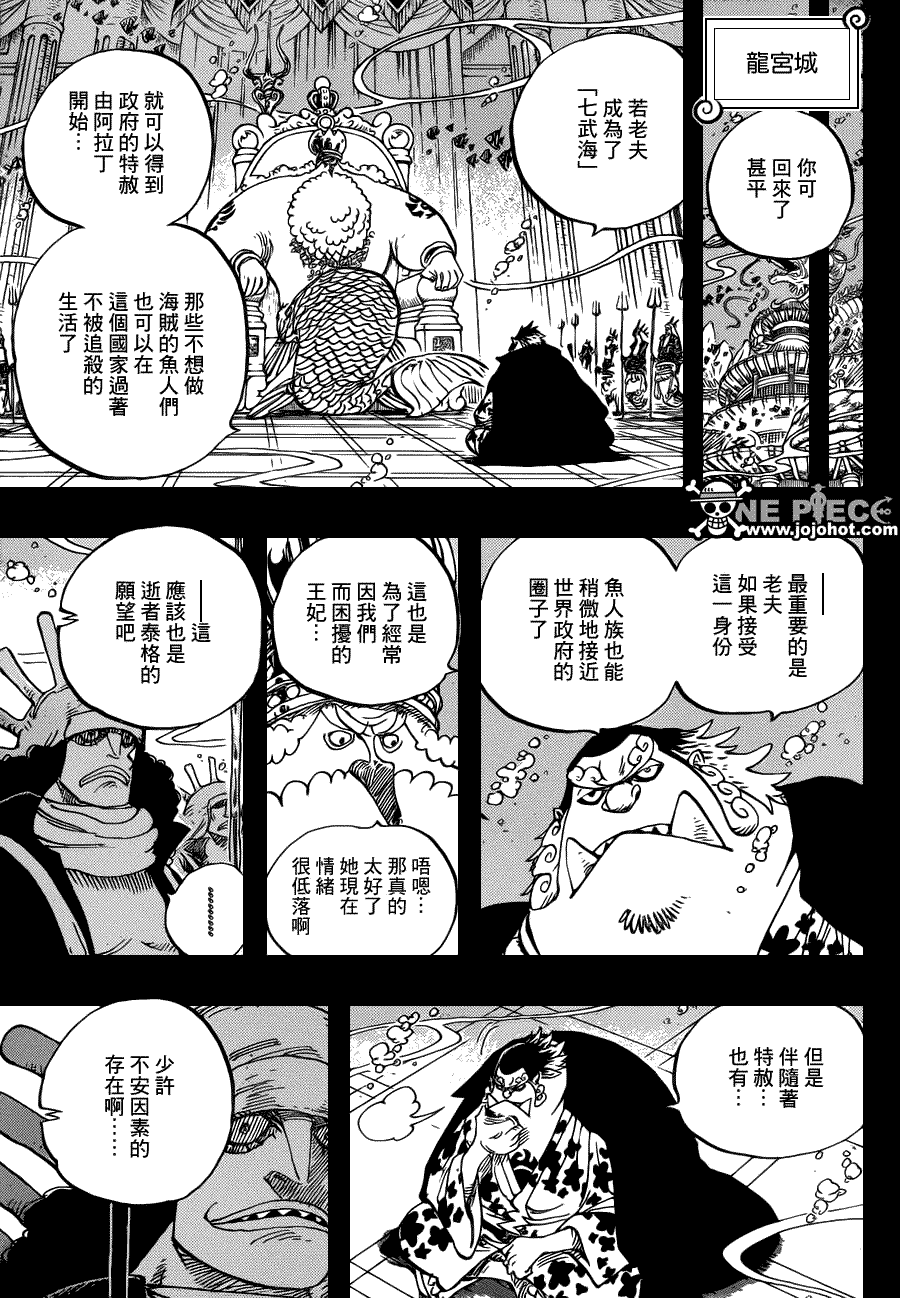 龍宮城
你可
回來了
甚平
若老夫
成為了
「七武海」
就可以得到
政府的特赦
由阿拉丁
開始…
那些不想做
海賊的魚人們
也可以在
這個國家過著
不被追殺的
生活了
ONE PIECE
www.jojohot.com
——最重要的是
老夫
如果接受
這一身份
魚人族也能
稍微地接近
世界政府的
圈子了
這也是
為了經常
因我們
而困擾的
王妃…
唔嗯…
那真的
太好了
她現在
情緒
很低落啊
——這
應該也是
逝者泰格的
願望吧
…………
但是
伴隨著
特赦…
也有…
少許
不安因素的
存在啊……